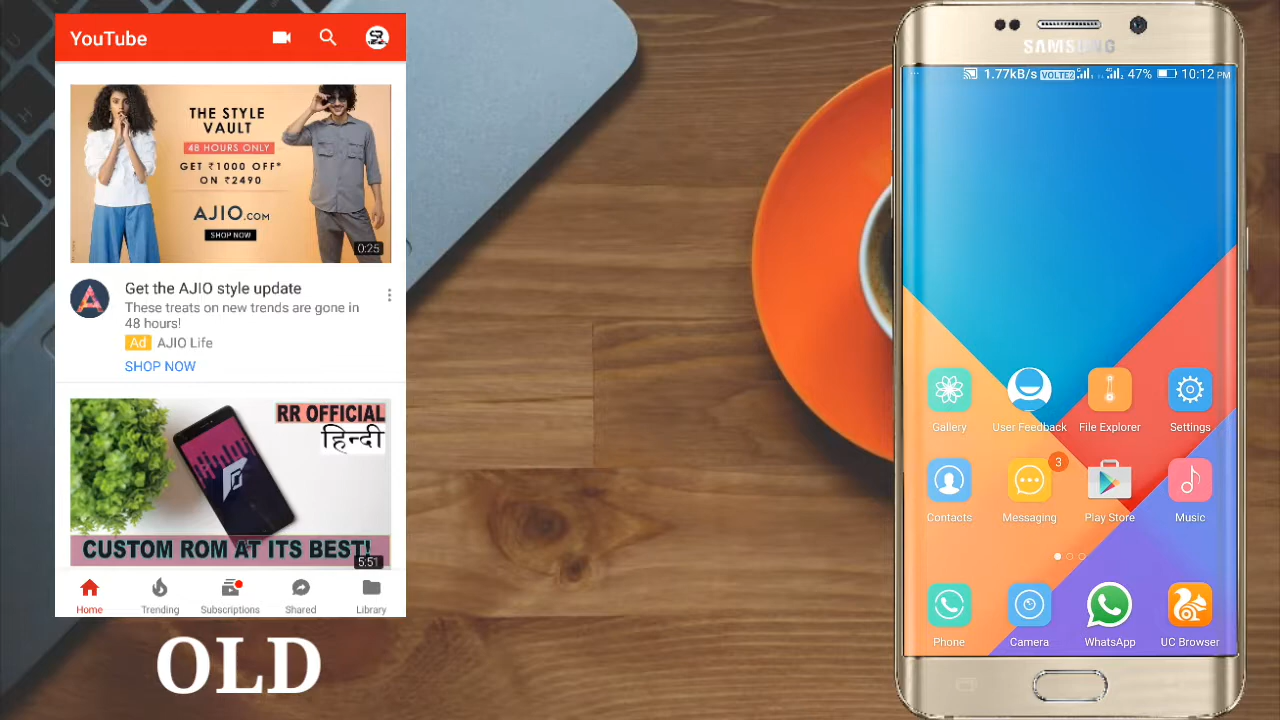 YouTube
THE STYLE
VAULT
48 HOURS ONLY
GET ₹1000 OFF*
ON ₹2490
AJIO.COM
SHOP NOW
0:25
Get the AJIO style update
These treats on new trends are gone in
48 hours!
Ad AJIO Life
SHOP NOW
RR OFFICIAL
हिन्दी
CUSTOM ROM AT ITS BEST!
5:51
Home Trending Subscriptions Shared Library
OLD
SAMSUNG
1.77kB/s VOLTE2 47% 10:12 PM
Gallery User Feedback File Explorer Settings
3
Contacts Messaging Play Store Music
Phone Camera WhatsApp UC Browser